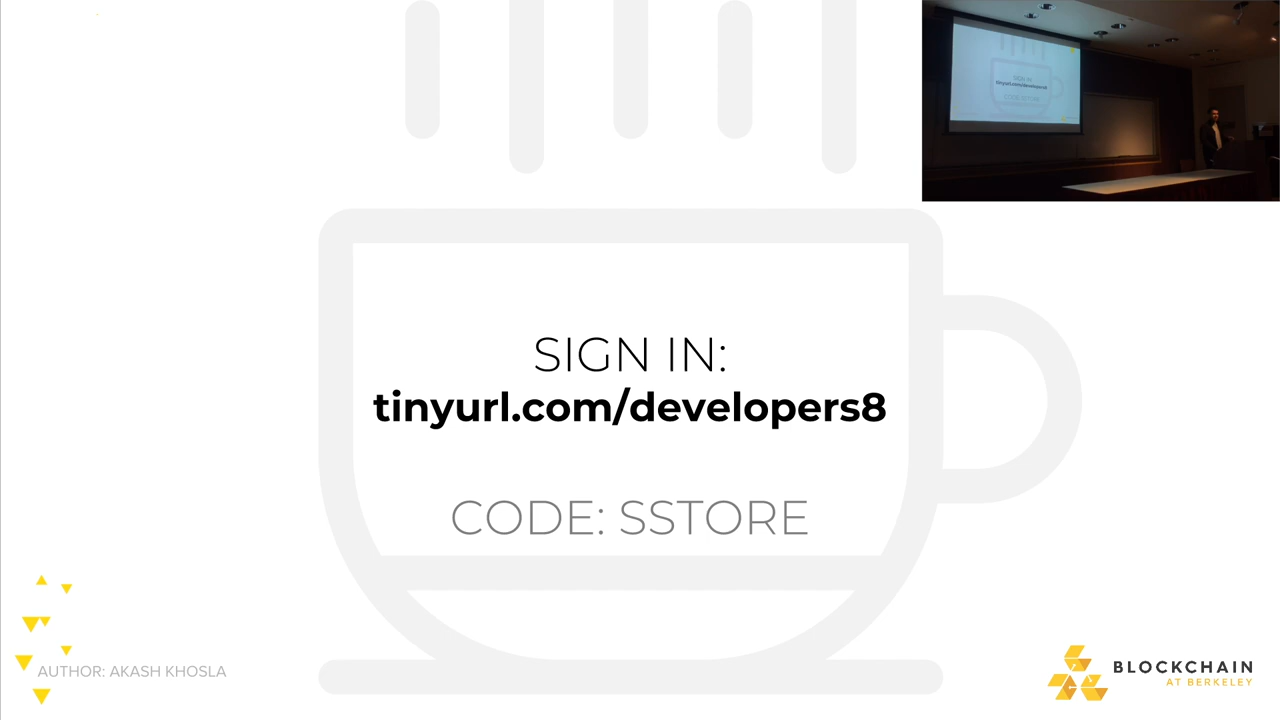 SIGN IN:
tinyurl.com/developers8
CODE: SSTORE
AUTHOR: AKASH KHOSLA
BLOCKCHAIN
AT BERKELEY